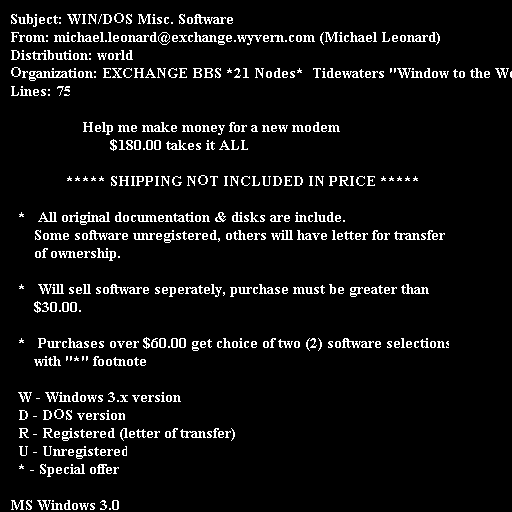 Subject: WIN/DOS Misc. Software
From: michael.leonard@exchange.wyvern.com (Michael Leonard)
Distribution: world
Organization: EXCHANGE BBS *21 Nodes* Tidewaters "Window to the
Lines: 75
Help me make money for a new modem
$180.00 takes it ALL
***** SHIPPING NOT INCLUDED IN PRICE *****
* All original documentation & disks are include.
Some software unregistered, others will have letter for transfer
of ownership.
* Will sell software seperately, purchase must be greater than
$30.00.
* Purchases over $60.00 get choice of two (2) software selections
with "*" footnote
W - Windows 3.x version
D - DOS version
R - Registered (letter of transfer)
U - Unregistered
* - Special offer
MS Windows 3.0